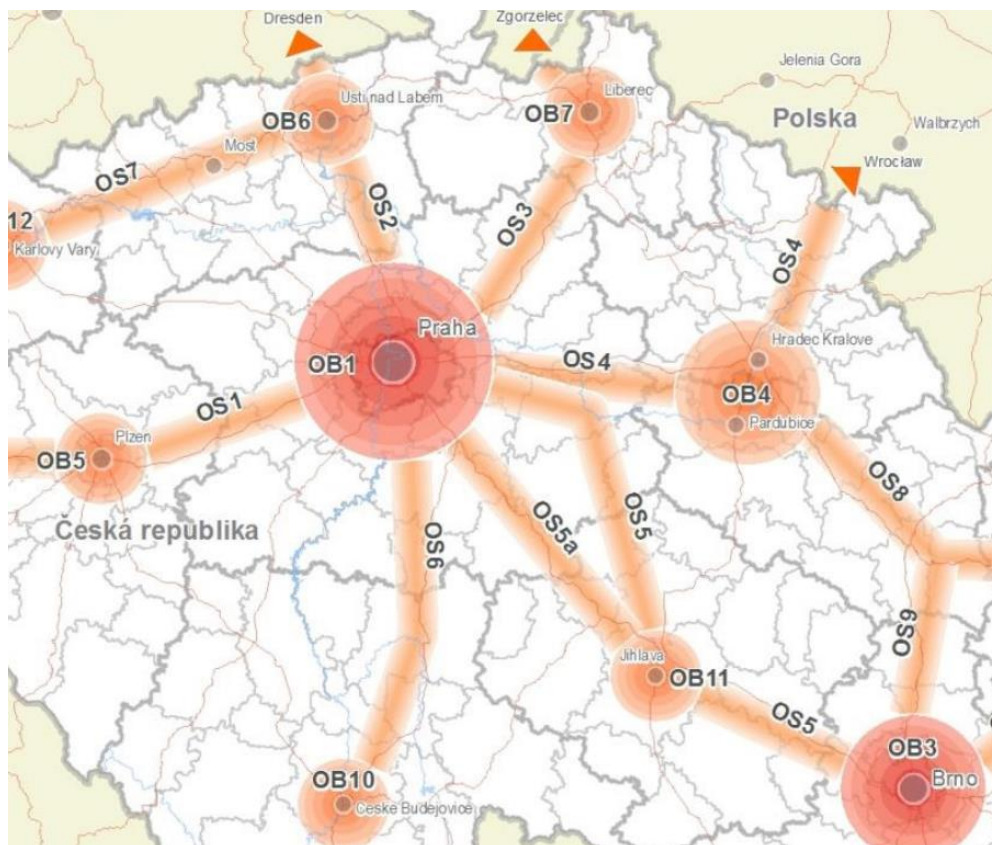 Dresden
Zgorzelec
Jelenia Gora
Usti nad Labem
Liberec
OB6
OB7
Polska
Walbrzych
Most
Wrocław
OS7
OS2
OS3
12
Karlovy Vary
OS4
Praha
OB1
OS4
Hradec Kralove
OB4
OS1
Pardubice
Plzen
OB5
OS8
Česká republika
OS6
OS5a
OS5
OS9
Jihlava
OB11
OS5
OB3
Brno
OB10
Ceske Budejovice